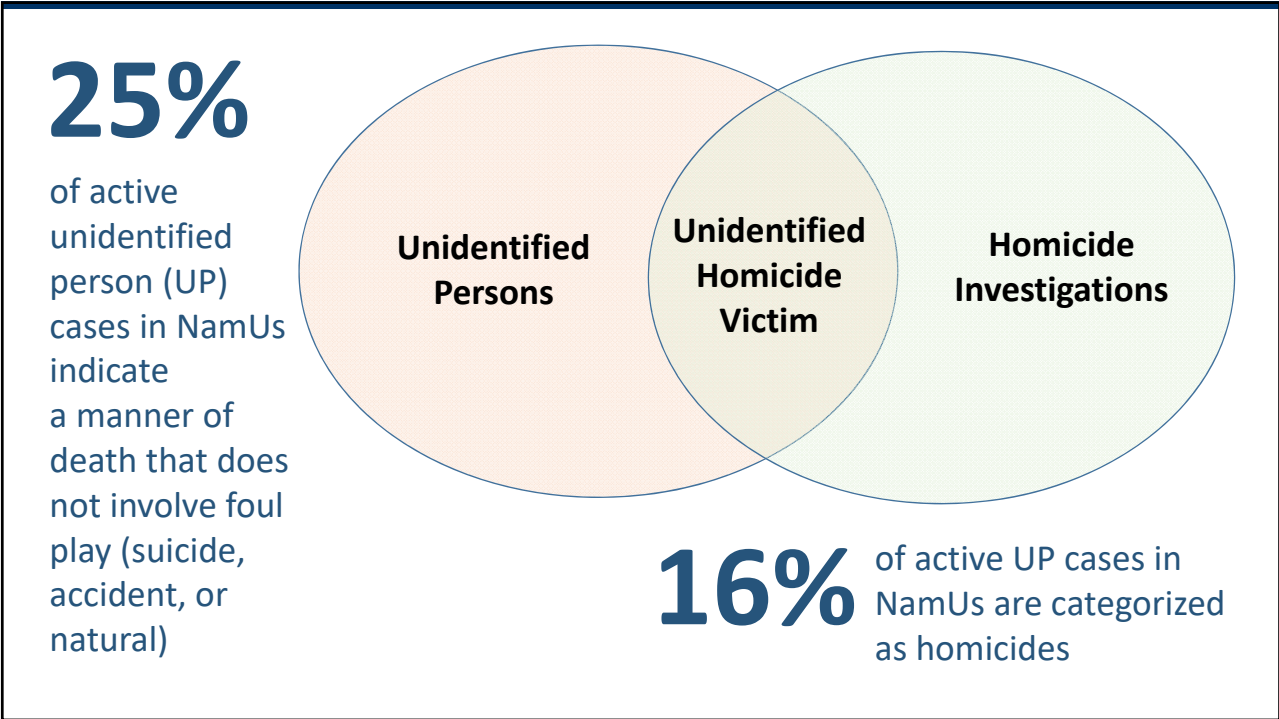 25%
of active
unidentified
person (UP)
cases in NamUs
indicate
a manner of
death that does
not involve foul
play (suicide,
accident, or
natural)
Unidentified
Persons
Unidentified
Homicide
Victim
Homicide
Investigations
16%
of active UP cases in
NamUs are categorized
as homicides